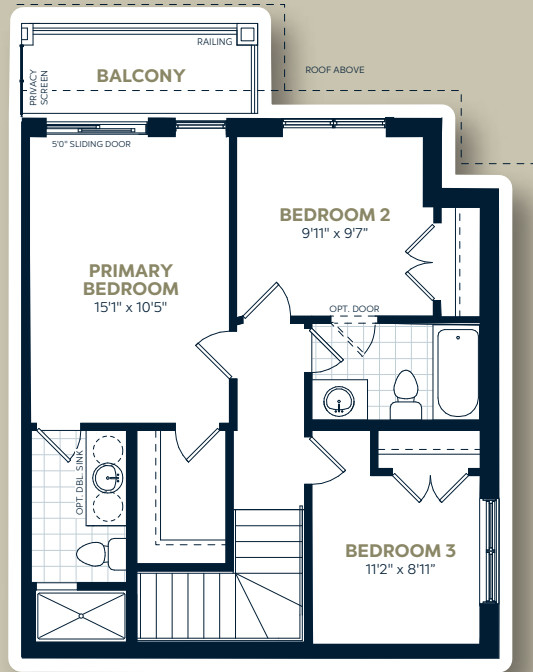 RAILING
BALCONY
PRIVACY
SCREEN
ROOF ABOVE
5'0" SLIDING DOOR
BEDROOM 2
9'11" x 9'7"
PRIMARY
BEDROOM
15'1" x 10'5"
OPT. DOOR
OPT. DBL. SINK
BEDROOM 3
11'2" x 8'11"